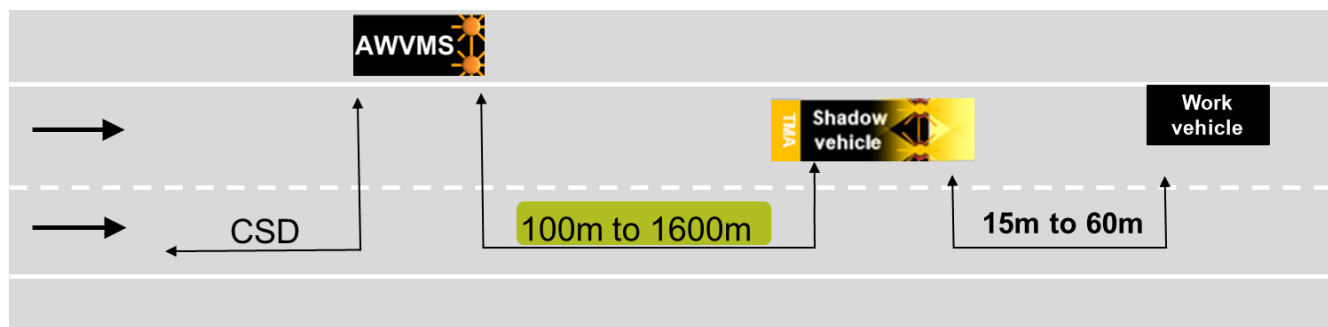 AWVMS
TMA
Shadow
vehicle
Work
vehicle
CSD
100m to 1600m
15m to 60m